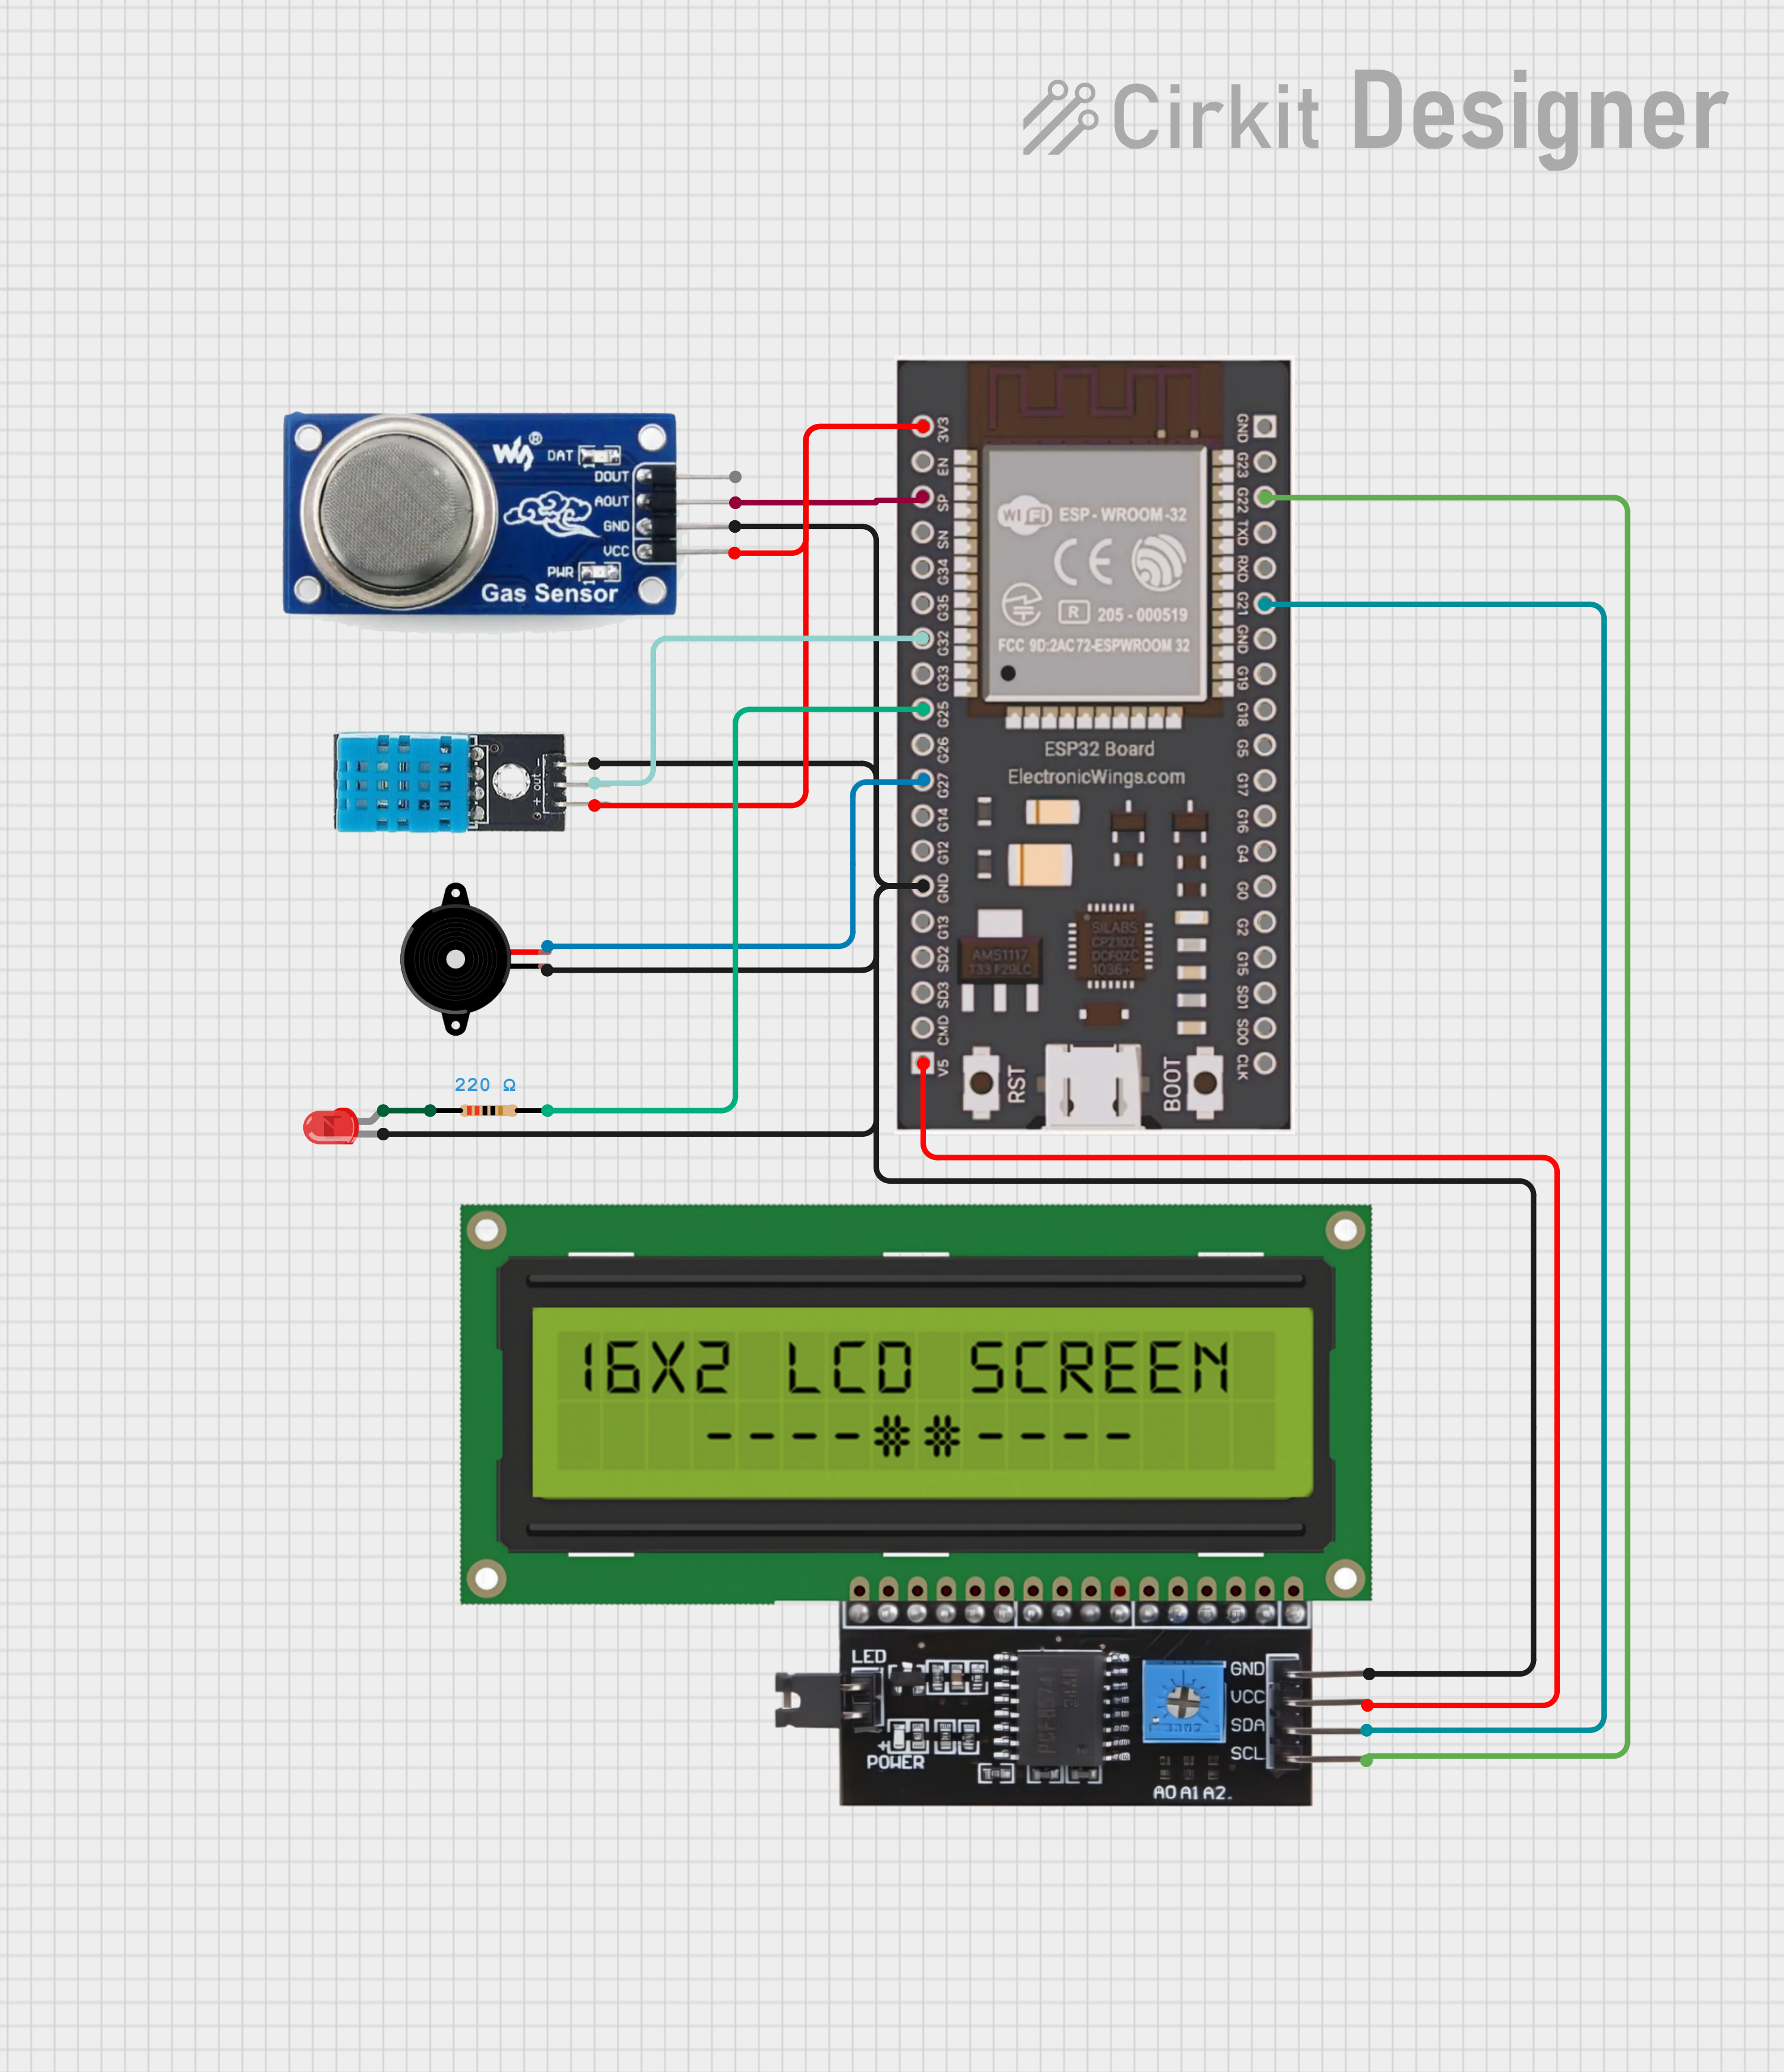 Cirkit Designer
DAT
DOUT
AOUT
GND
VCC
PWR
Gas Sensor
+ out -
220 Ω
3V3
EN
SP
SN
G34
G35
G32
G33
G25
G26
G27
G14
G12
GND
G13
SD2
SD3
CMD
V5
GND
G23
G22
TXD
RXD
G21
GND
G19
G18
G5
G17
G16
G4
G0
G2
G15
SD1
SD0
CLK
WiFi ESP-WROOM-32
CE
R 205-000519
FCC 9D:2AC72-ESPWROOM 32
ESP32 Board
ElectronicWings.com
SILABS
CP2102
DCF02C
1036+
AMS1117
RST
BOOT
16X2 LCD SCREEN
----##----
LED
POWER
GND
VCC
SDA
SCL
A0 A1 A2